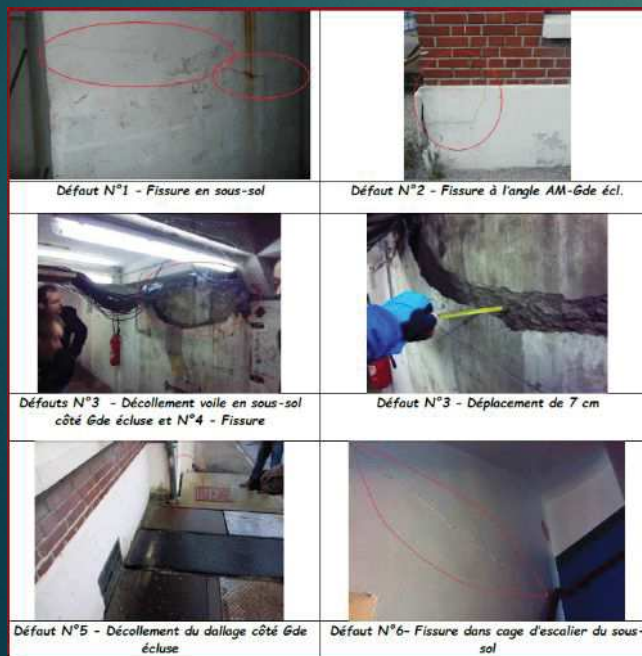 Défaut N°1 - Fissure en sous-sol
Défaut N°2 - Fissure à l'angle AM-Gde écl.
Défauts N°3 - Décollement voile en sous-sol
côté Gde écluse et N°4 - Fissure
Défaut N°3 - Déplacement de 7 cm
Défaut N°5 - Décollement du dallage côté Gde
écluse
Défaut N°6- Fissure dans cage d'escalier du sous-
sol